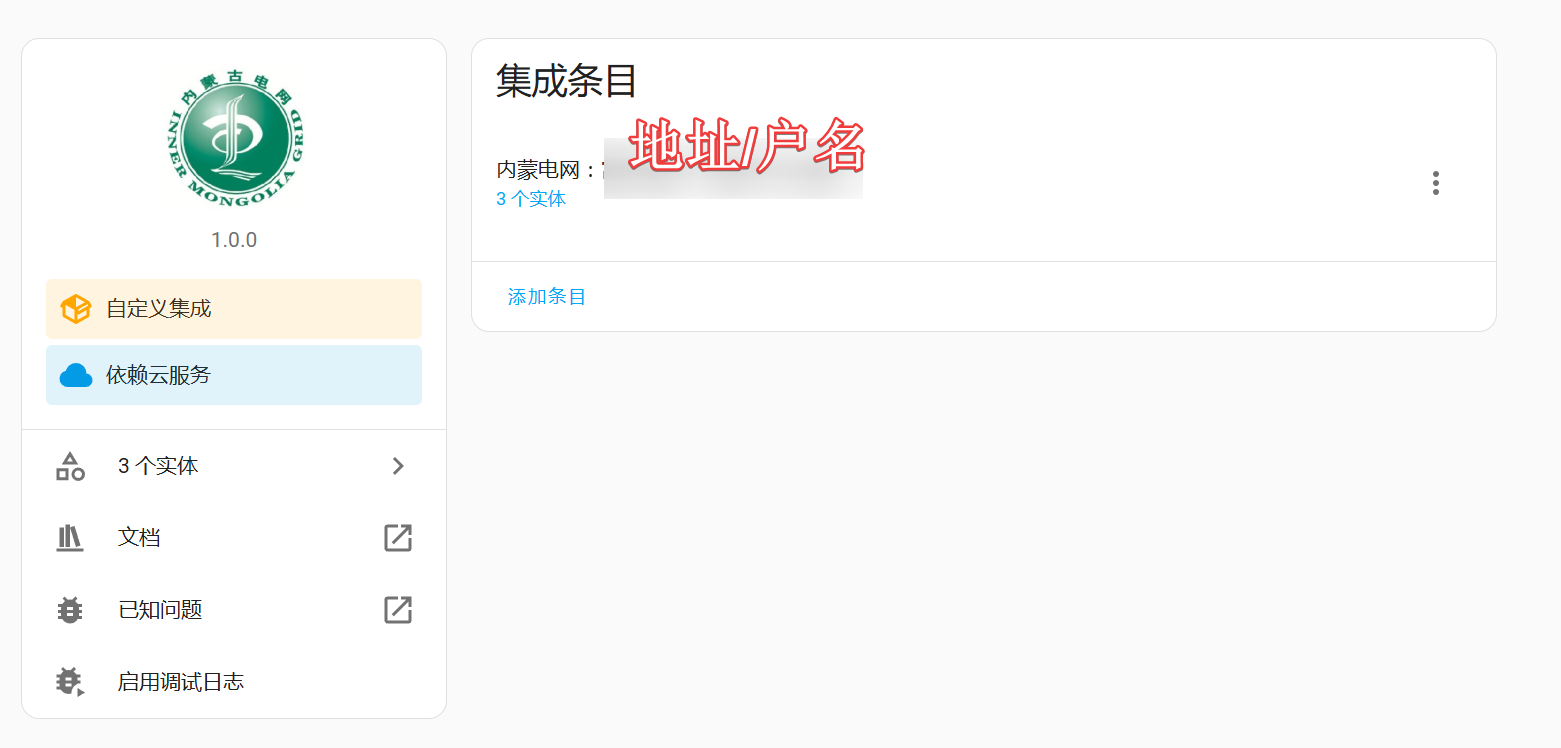 内蒙古电网
INNER MONGOLIA GRID
1.0.0
自定义集成
依赖云服务
3 个实体
文档
已知问题
启用调试日志
集成条目
地址/户名
内蒙电网：
3 个实体
添加条目